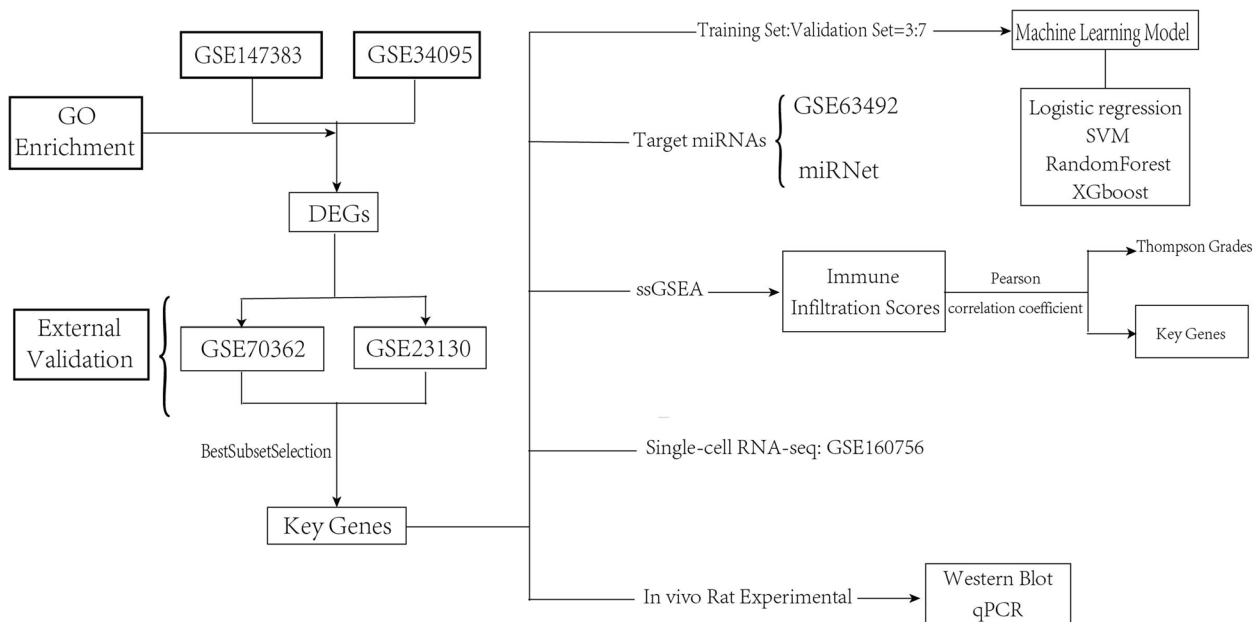 GSE147383
GSE34095
GO
Enrichment
DEGs
External
Validation
GSE70362
GSE23130
BestSubsetSelection
Key Genes
Training Set:Validation Set=3:7
Machine Learning Model
Logistic regression
SVM
RandomForest
XGboost
Target miRNAs
GSE63492
miRNet
ssGSEA
Immune
Infiltration Scores
Pearson
correlation coefficient
Thompson Grades
Key Genes
Single-cell RNA-seq: GSE160756
In vivo Rat Experimental
Western Blot
qPCR